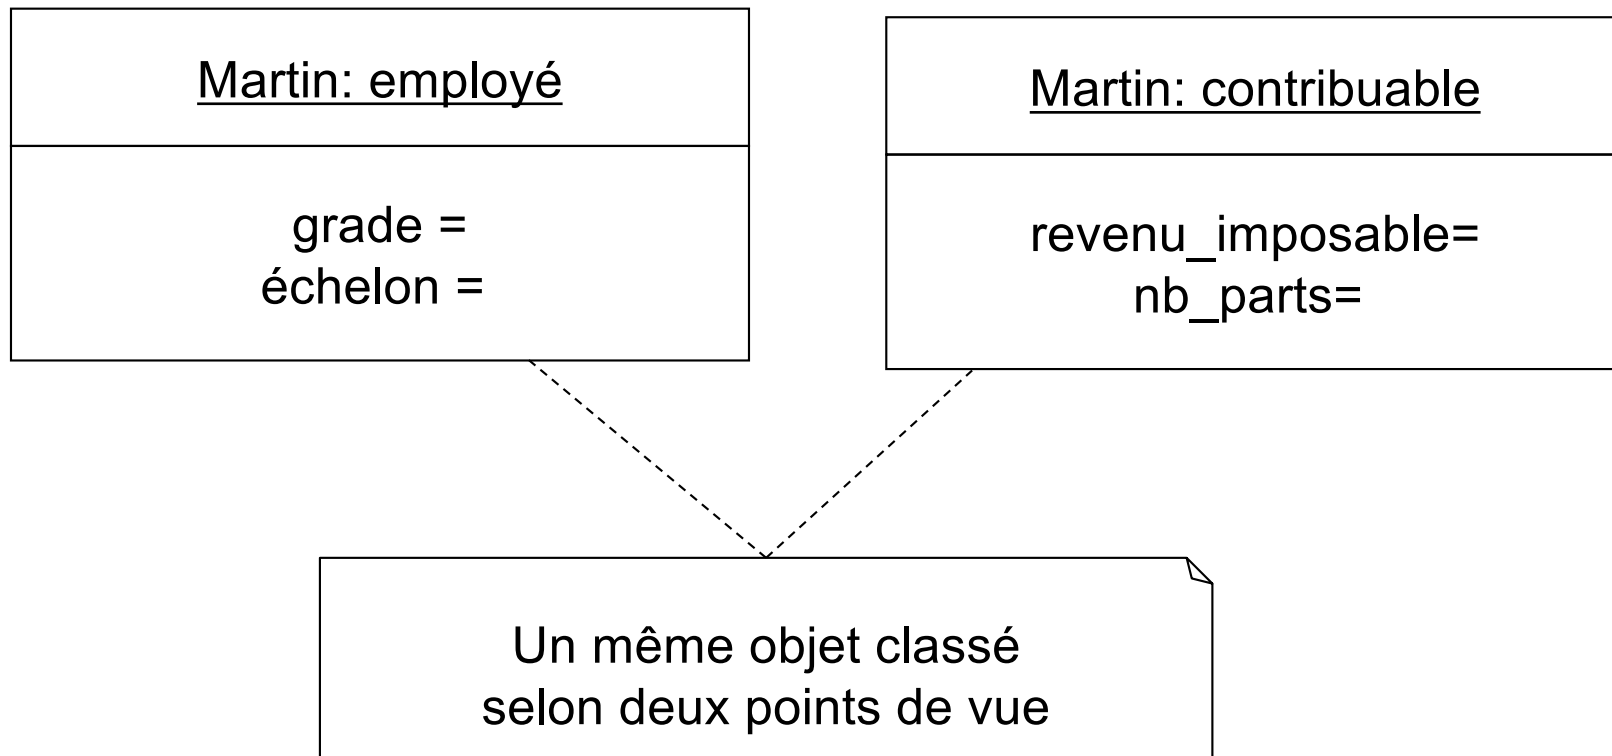 Martin: employé
grade =
échelon =
Martin: contribuable
revenu_imposable=
nb_parts=
Un même objet classé
selon deux points de vue